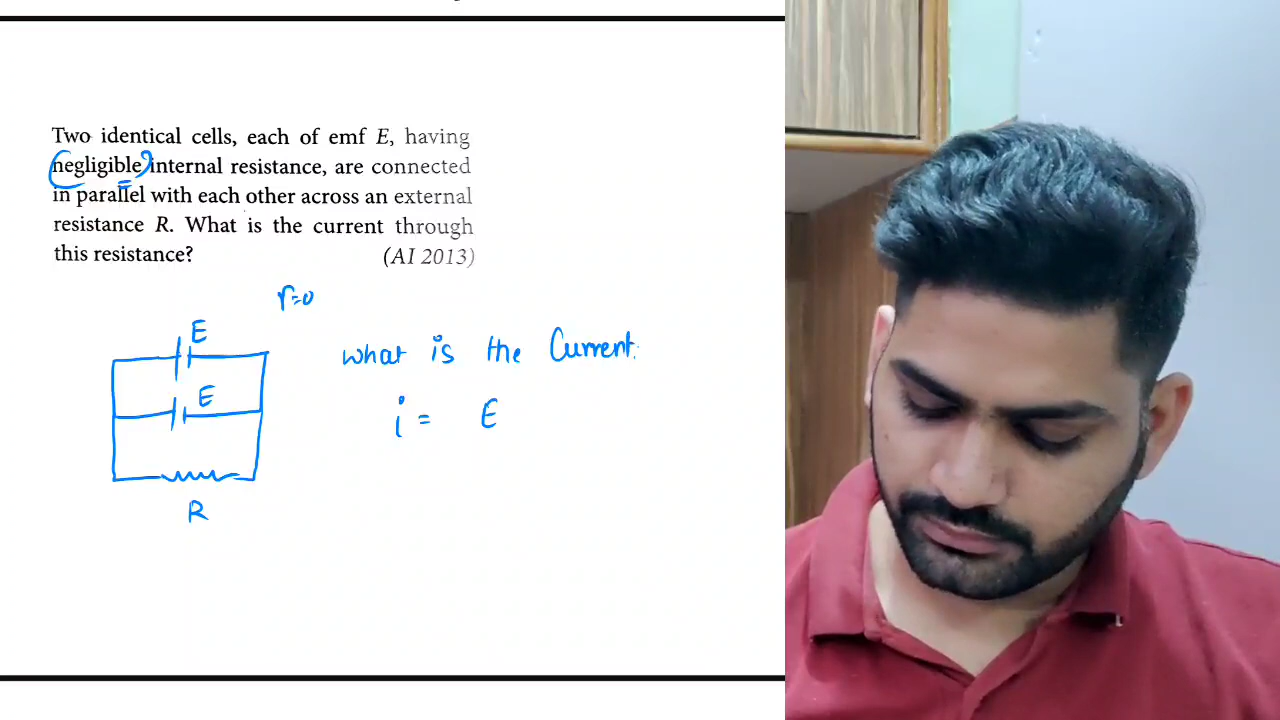 Two identical cells, each of emf E, having
negligible internal resistance, are connected
in parallel with each other across an external
resistance R. What is the current through
this resistance? (AI 2013)
r=0
E
what is the Current.
E
i = E
R